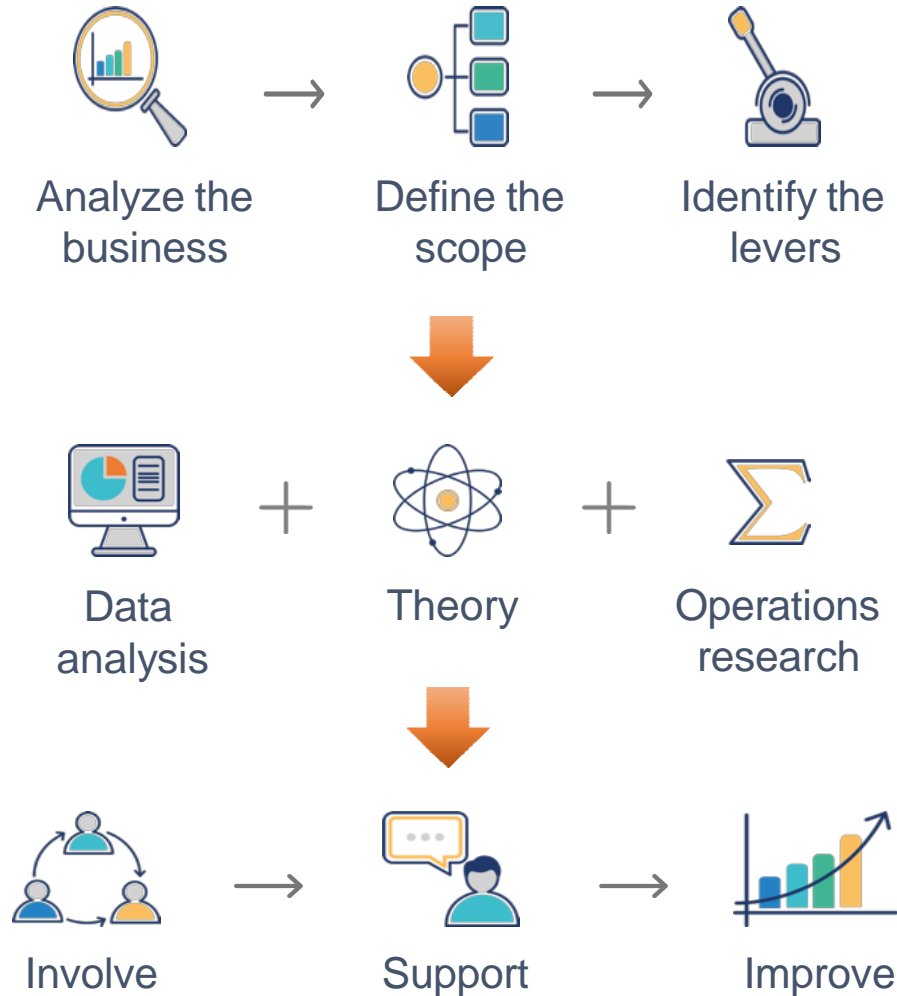 Analyze the
business
Define the
scope
Identify the
levers
Data
analysis
Theory
Operations
research
Involve
Support
Improve